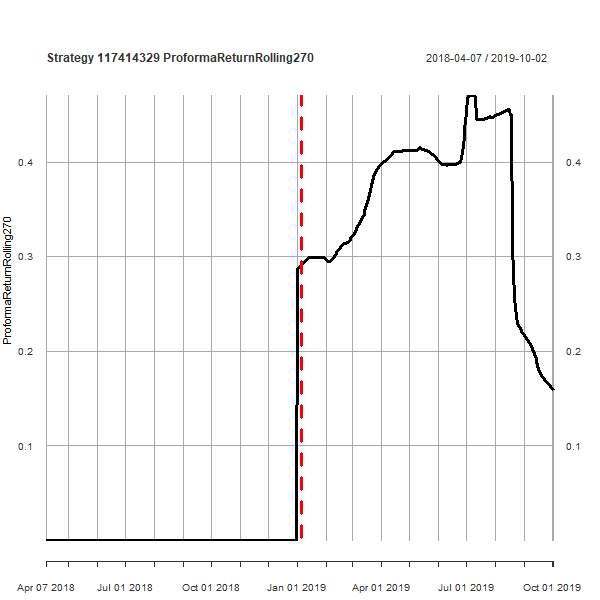 Strategy 117414329 ProformaReturnRolling270
2018-04-07 / 2019-10-02
ProformaReturnRolling270
0.4
0.4
0.3
0.3
0.2
0.2
0.1
0.1
Apr 07 2018
Jul 01 2018
Oct 01 2018
Jan 01 2019
Apr 01 2019
Jul 01 2019
Oct 01 2019